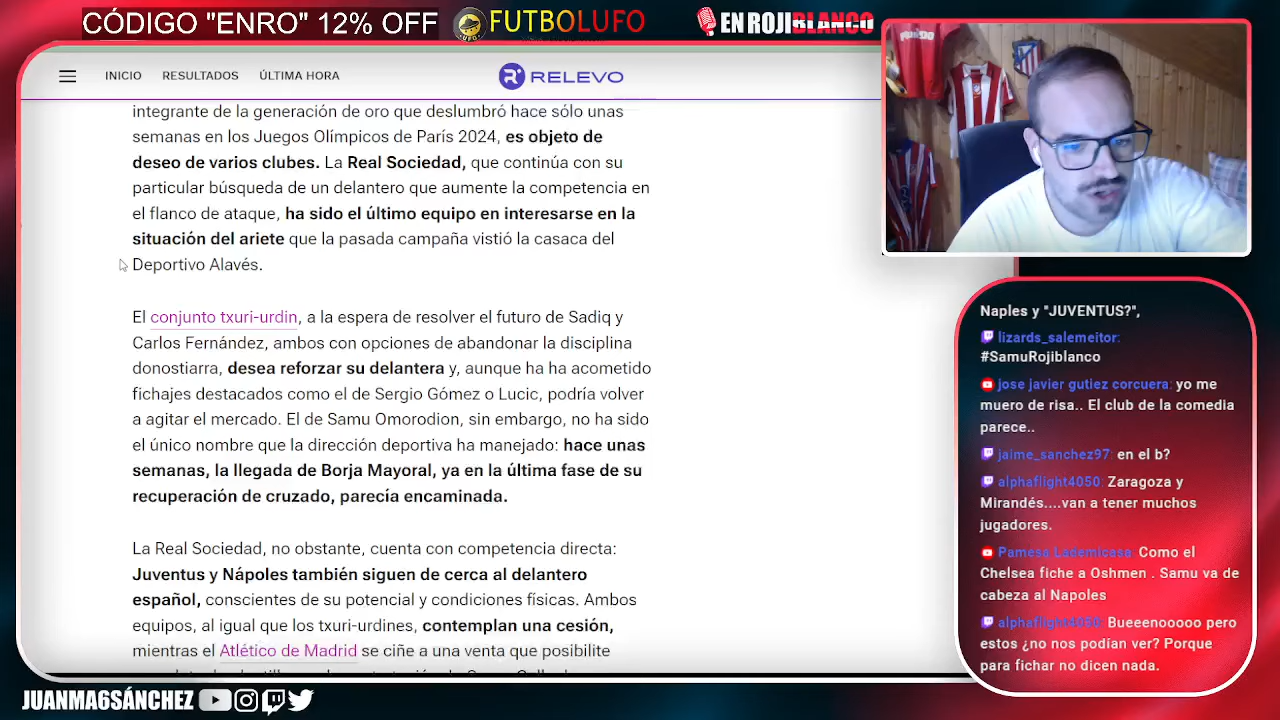 CÓDIGO "ENRO" 12% OFF
FUTBOLUFO
EN ROJIBLANCO
INICIO RESULTADOS ÚLTIMA HORA
RELEVO
integrante de la generación de oro que deslumbró hace sólo unas
semanas en los Juegos Olímpicos de París 2024, es objeto de
deseo de varios clubes. La Real Sociedad, que continúa con su
particular búsqueda de un delantero que aumente la competencia en
el flanco de ataque, ha sido el último equipo en interesarse en la
situación del ariete que la pasada campaña vistió la casaca del
Deportivo Alavés.
El conjunto txuri-urdin, a la espera de resolver el futuro de Sadiq y
Carlos Fernández, ambos con opciones de abandonar la disciplina
donostiarra, desea reforzar su delantera y, aunque ha ha acometido
fichajes destacados como el de Sergio Gómez o Lucic, podría volver
a agitar el mercado. El de Samu Omorodion, sin embargo, no ha sido
el único nombre que la dirección deportiva ha manejado: hace unas
semanas, la llegada de Borja Mayoral, ya en la última fase de su
recuperación de cruzado, parecía encaminada.
La Real Sociedad, no obstante, cuenta con competencia directa:
Juventus y Nápoles también siguen de cerca al delantero
español, conscientes de su potencial y condiciones físicas. Ambos
equipos, al igual que los txuri-urdines, contemplan una cesión,
mientras el Atlético de Madrid se ciñe a una venta que posibilite
Naples y "JUVENTUS?",
lizards_salemeitor:
#SamuRojiblanco
jose javier gutiez corcuera: yo me
muero de risa.. El club de la comedia
parece..
jaime_sanchez97: en el b?
alphaflight4050: Zaragoza y
Mirandés....van a tener muchos
jugadores.
Pamesa Lademicasa: Como el
Chelsea fiche a Oshmen . Samu va de
cabeza al Napoles
alphaflight4050: Bueeenooooo pero
estos ¿no nos podían ver? Porque
para fichar no dicen nada.
JUANMA6SÁNCHEZ